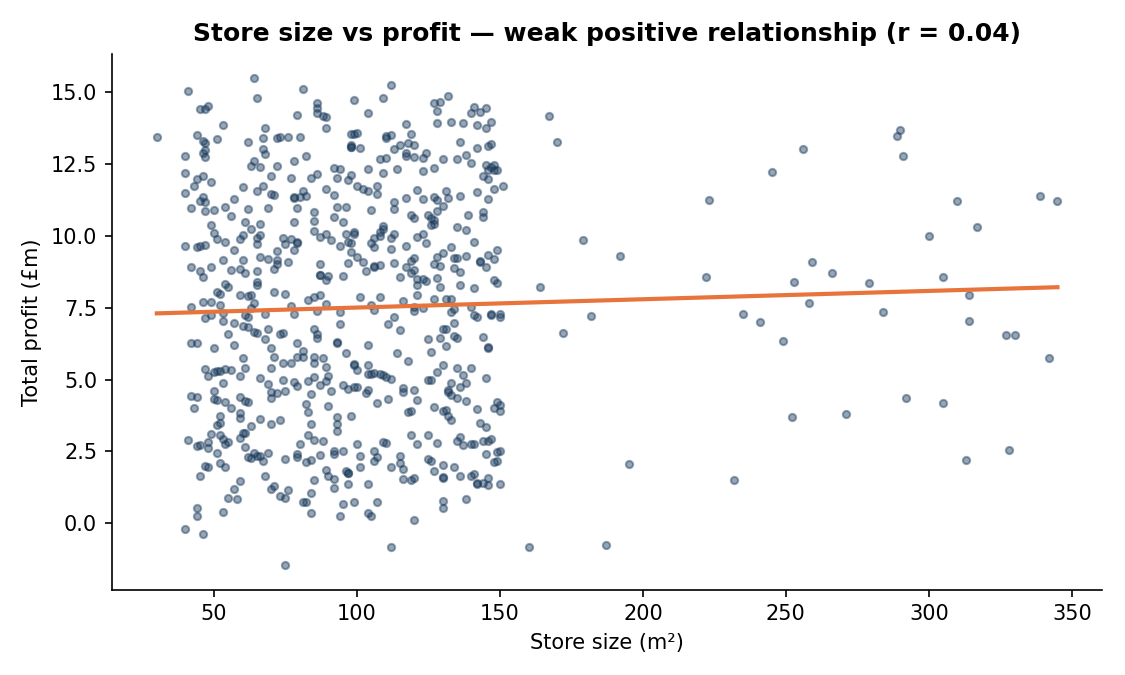 Store size vs profit — weak positive relationship (r = 0.04)
Total profit (£m)
15.0
12.5
10.0
7.5
5.0
2.5
0.0
50 100 150 200 250 300 350
Store size (m²)